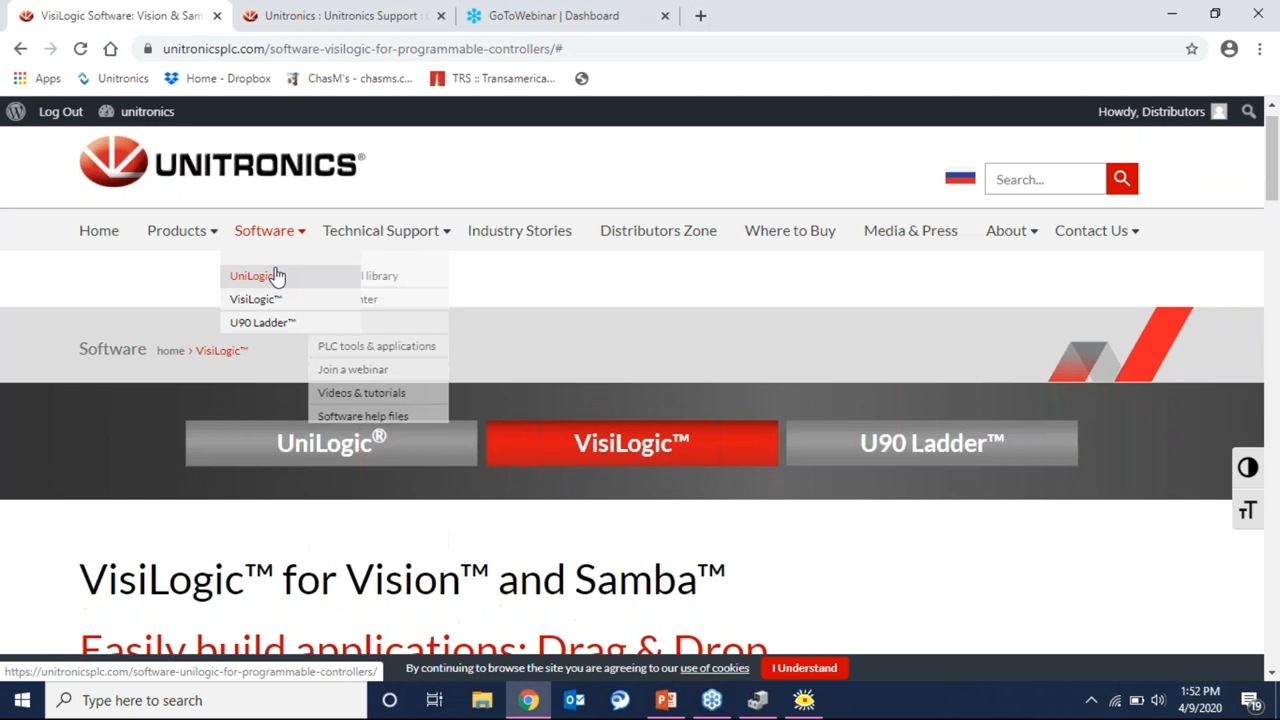 VisiLogic Software: Vision & Sam
Unitronics : Unitronics Support :
GoToWebinar | Dashboard
unitronicsplc.com/software-visilogic-for-programmable-controllers/#
Apps
Unitronics
Home - Dropbox
ChasM's - chasms.c...
TRS :: Transamerica...
Log Out
unitronics
Howdy, Distributors
UNITRONICS®
Search...
Home
Products
Software
Technical Support
Industry Stories
Distributors Zone
Where to Buy
Media & Press
About
Contact Us
UniLogic
library
VisiLogic™
nter
U90 Ladder™
PLC tools & applications
Software
home › VisiLogic™
Join a webinar
Videos & tutorials
Software help files
UniLogic®
VisiLogic™
U90 Ladder™
VisiLogic™ for Vision™ and Samba™
Easily build applications: Drag & Drop
https://unitronicsplc.com/software-unilogic-for-programmable-controllers/
By continuing to browse the site you are agreeing to our use of cookies
I Understand
Type here to search
1:52 PM
4/9/2020
19